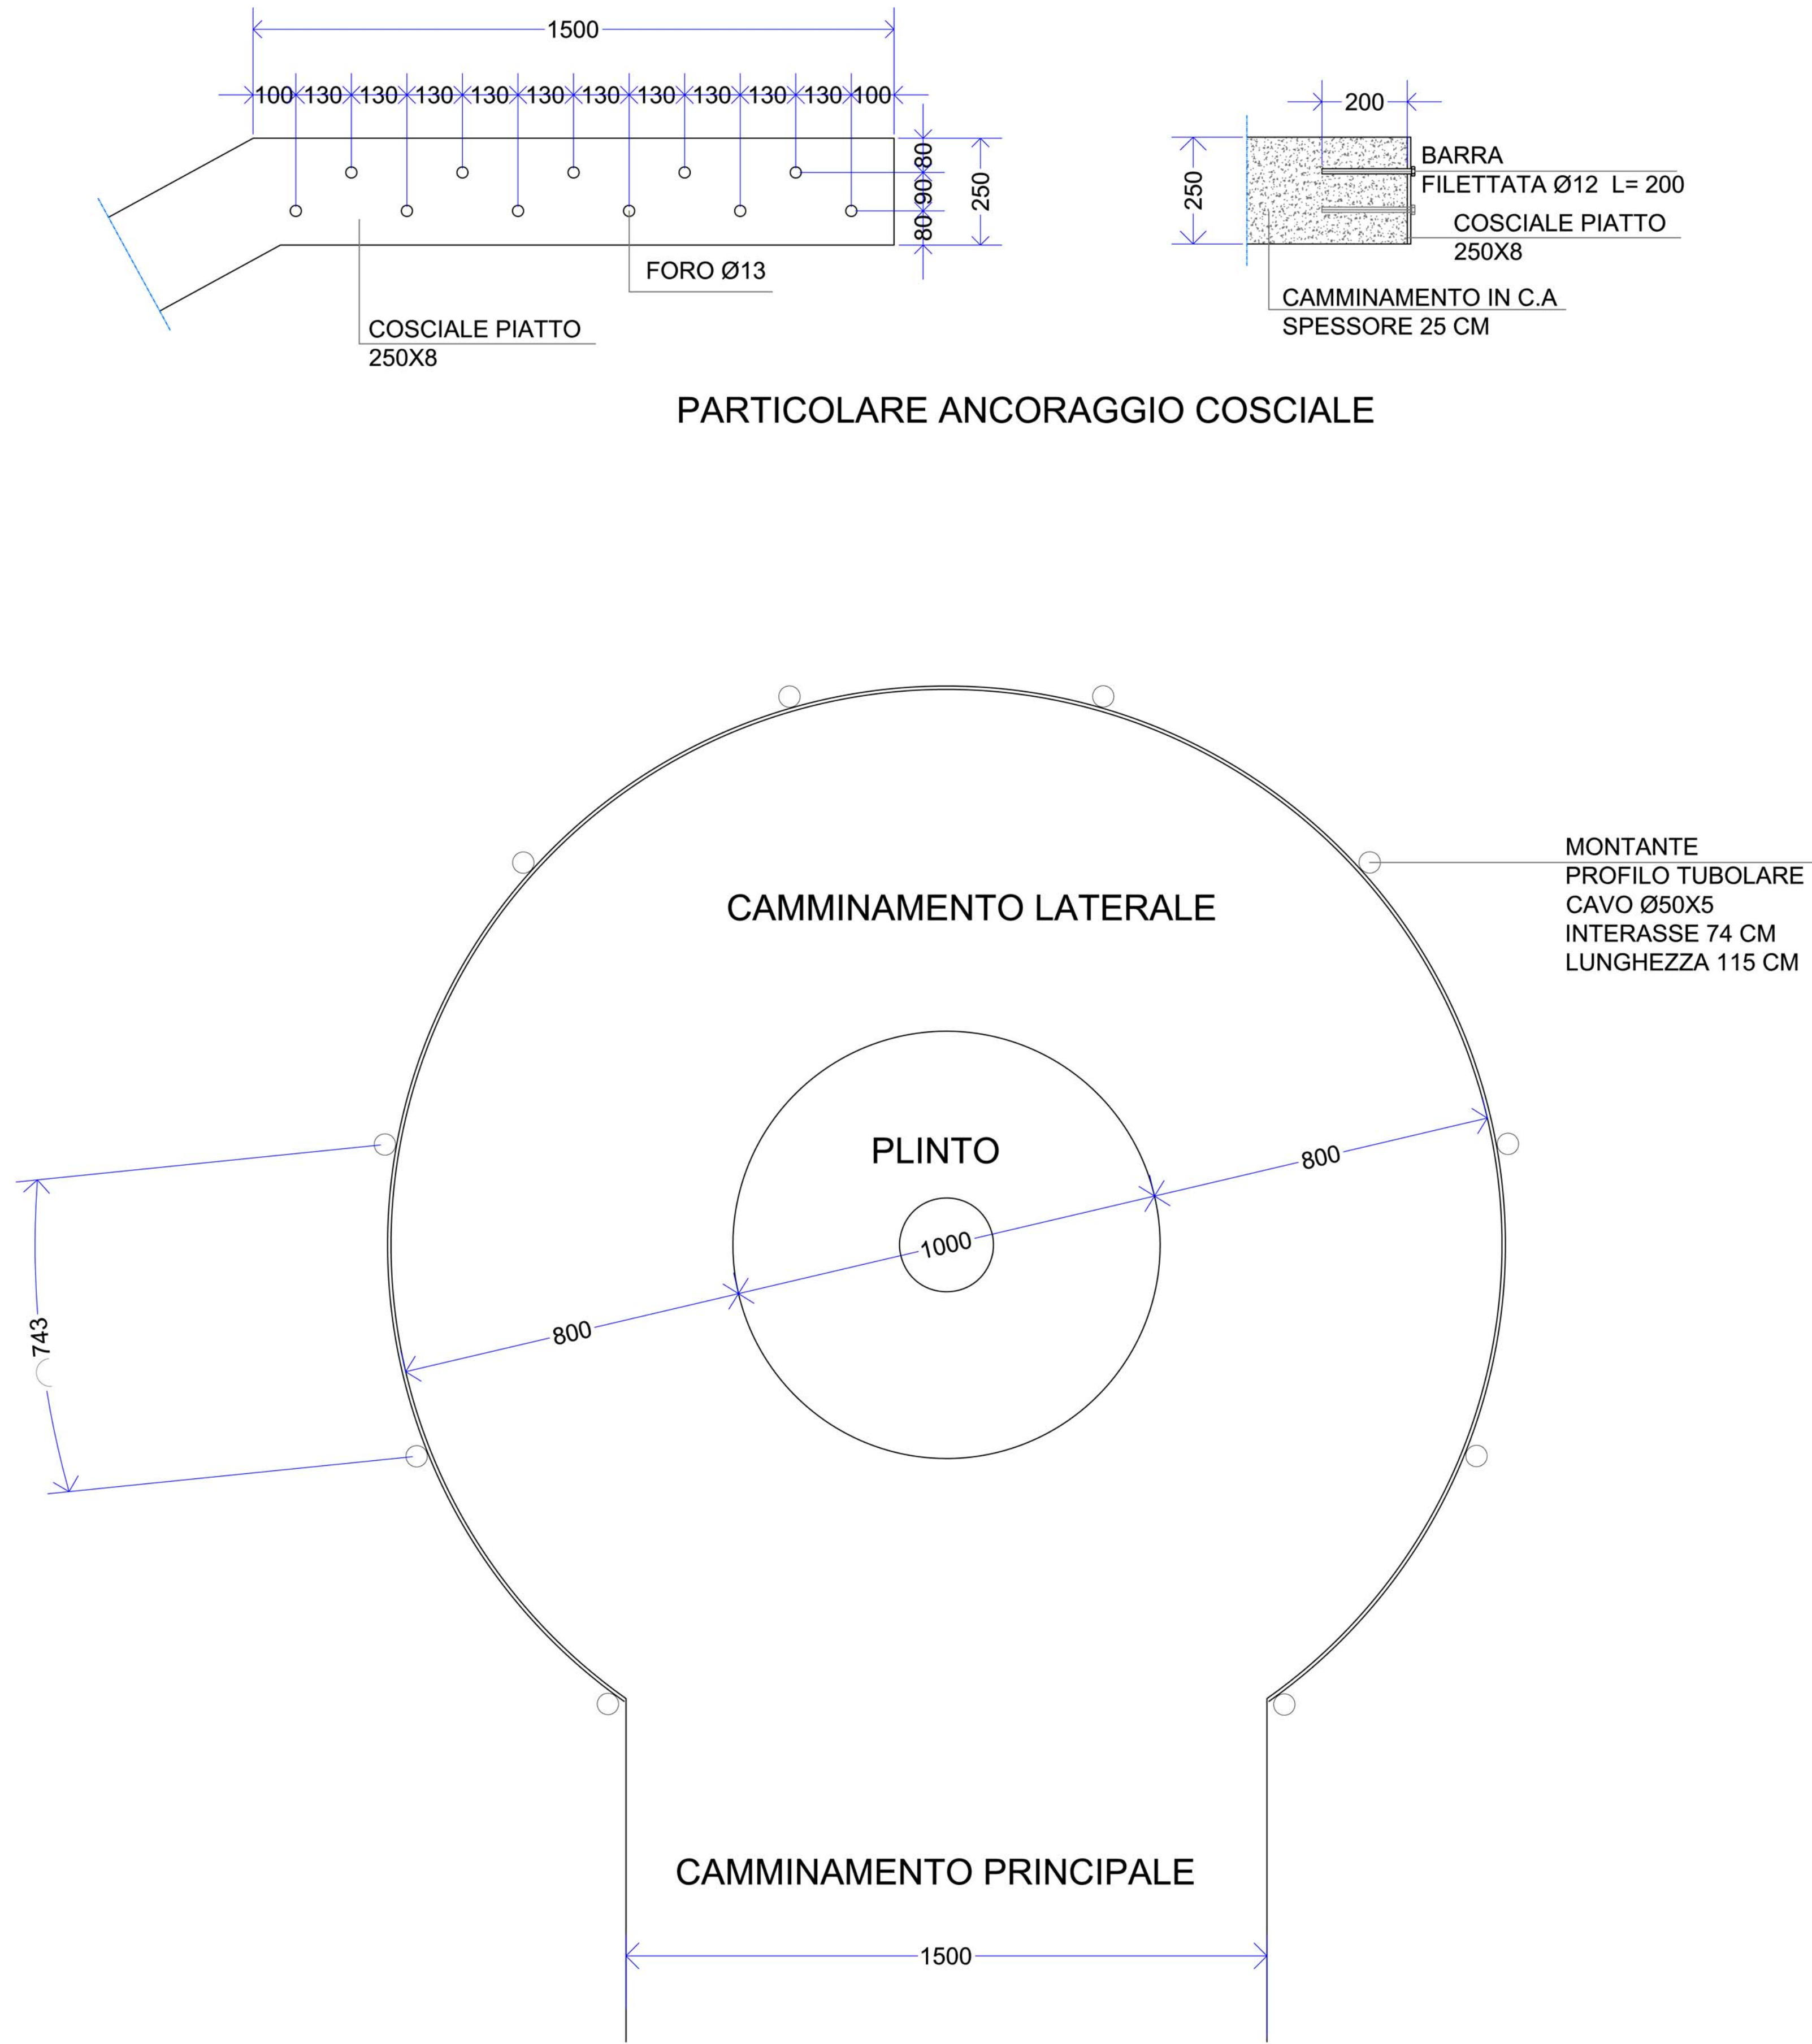 1500
100 130 130 130 130 130 130 130 130 130 130 100
80
90
80
250
FORO Ø13
COSCIALE PIATTO
250X8
200
250
BARRA
FILETTATA Ø12 L= 200
COSCIALE PIATTO
250X8
CAMMINAMENTO IN C.A
SPESSORE 25 CM
PARTICOLARE ANCORAGGIO COSCIALE
MONTANTE
PROFILO TUBOLARE
CAVO Ø50X5
INTERASSE 74 CM
LUNGHEZZA 115 CM
CAMMINAMENTO LATERALE
PLINTO
800
1000
800
743
CAMMINAMENTO PRINCIPALE
1500